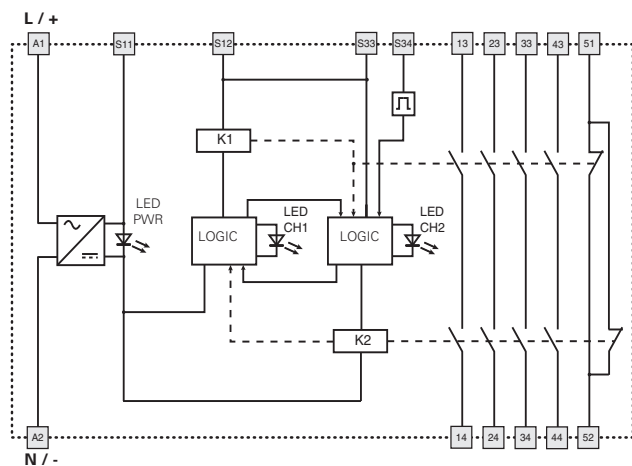 L / +
A1
S11
S12
S33
S34
13
23
33
43
51
K1
LED
PWR
LOGIC
LED
CH1
LOGIC
LED
CH2
K2
A2
14
24
34
44
52
N / -